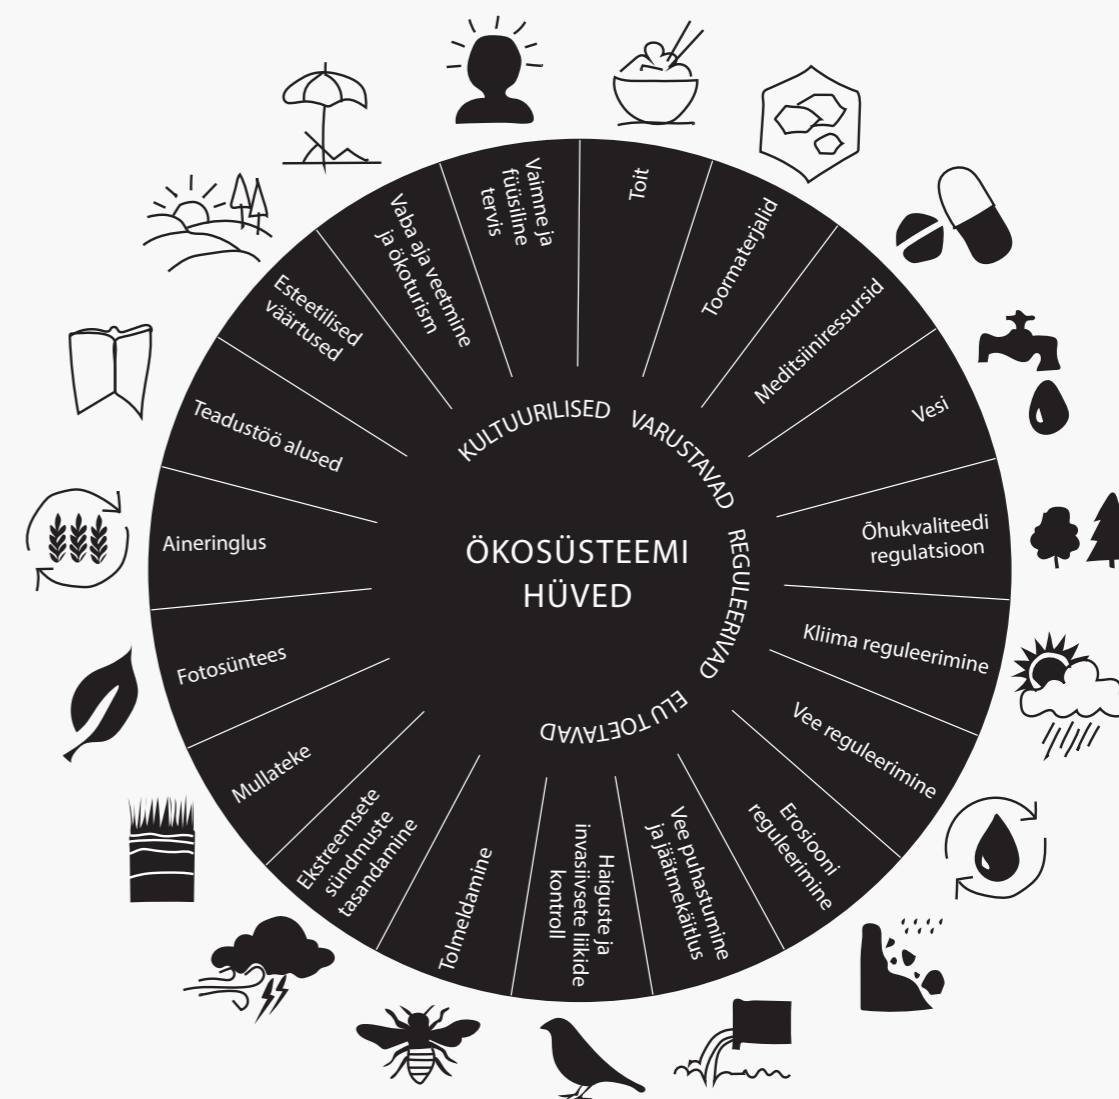 ÖKOSÜSTEEMI
HÜVED
KULTUURILISED
VARUSTAVAD
REGULEERIVAD
ELU TOETAVAD
Toit
Toormaterjalid
Meditsiiniressursid
Vesi
Õhukvaliteedi
regulatsioon
Kliima reguleerimine
Vee reguleerimine
Erosiooni
reguleerimine
Vee puhastumine
ja jäätmekäitlus
Haiguste ja
invasiivsete liikide
kontroll
Tolmeldamine
Ekstreemsete
sündmuste
tasandamine
Mullateke
Fotosüntees
Aineringlus
Teadustöö alused
Esteetilised
väärtused
Vaba aja veetmine
ja ökoturism
Vaimne ja
füüsiline
tervis